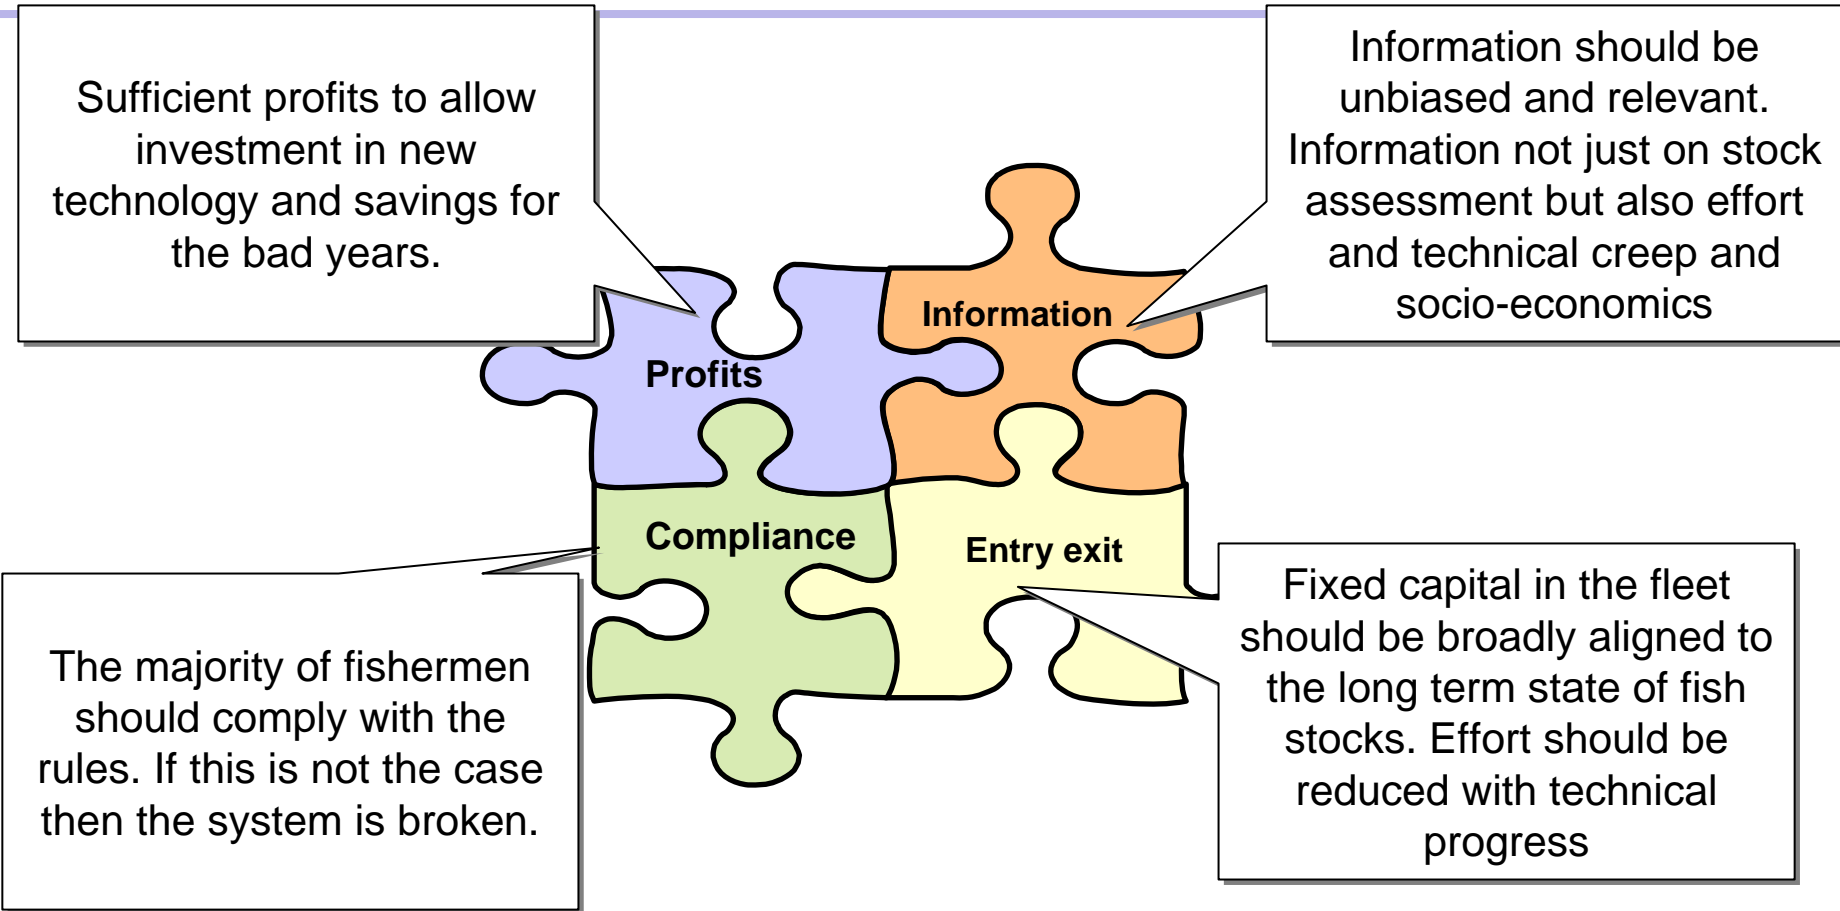 Sufficient profits to allow
investment in new
technology and savings for
the bad years.
Information should be
unbiased and relevant.
Information not just on stock
assessment but also effort
and technical creep and
socio-economics
Information
Profits
Compliance
Entry exit
The majority of fishermen
should comply with the
rules. If this is not the case
then the system is broken.
Fixed capital in the fleet
should be broadly aligned to
the long term state of fish
stocks. Effort should be
reduced with technical
progress